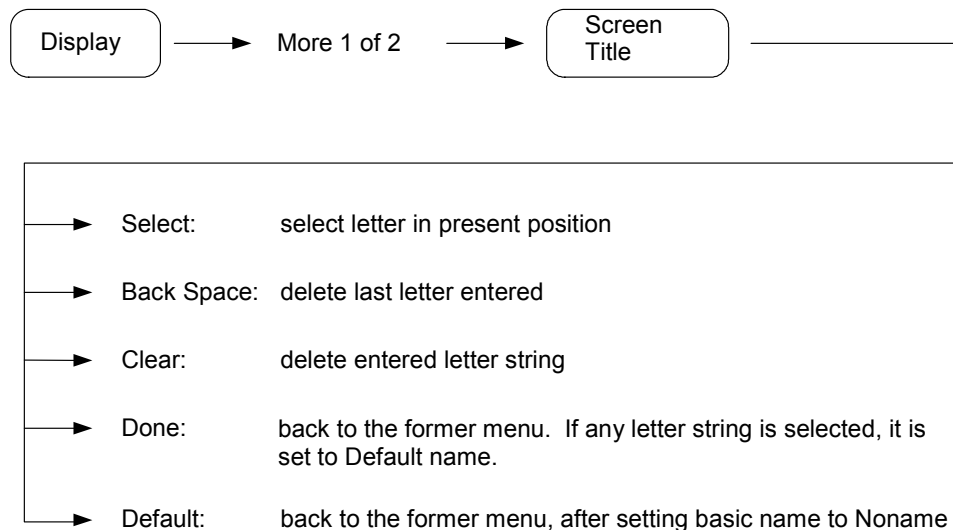 Display
More 1 of 2
Screen
Title
Select: select letter in present position
Back Space: delete last letter entered
Clear: delete entered letter string
Done: back to the former menu. If any letter string is selected, it is
set to Default name.
Default: back to the former menu, after setting basic name to Noname